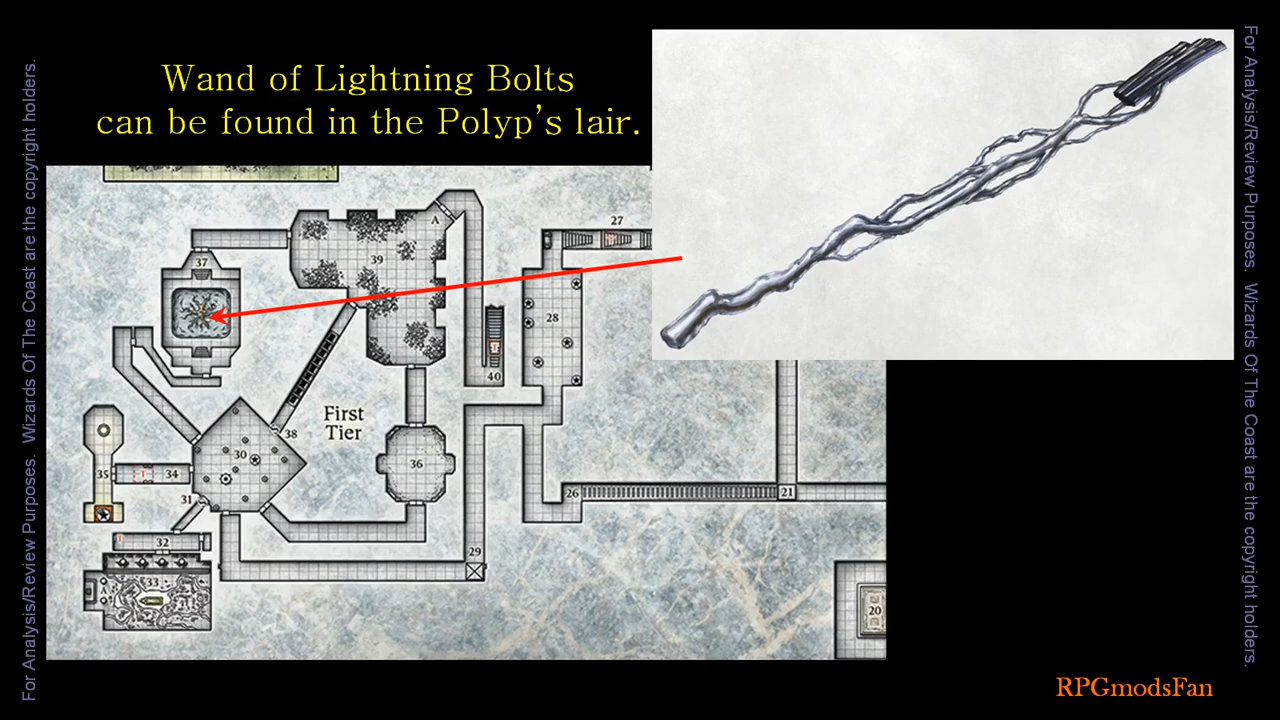 Wand of Lightning Bolts
can be found in the Polyp's lair.
For Analysis/Review Purposes. Wizards Of The Coast are the copyright holders.
For Analysis/Review Purposes. Wizards Of The Coast are the copyright holders.
A
27
37
39
28
40
First
Tier
38
30
36
35
T
34
26
21
31
32
29
33
A
20
RPGmodsFan